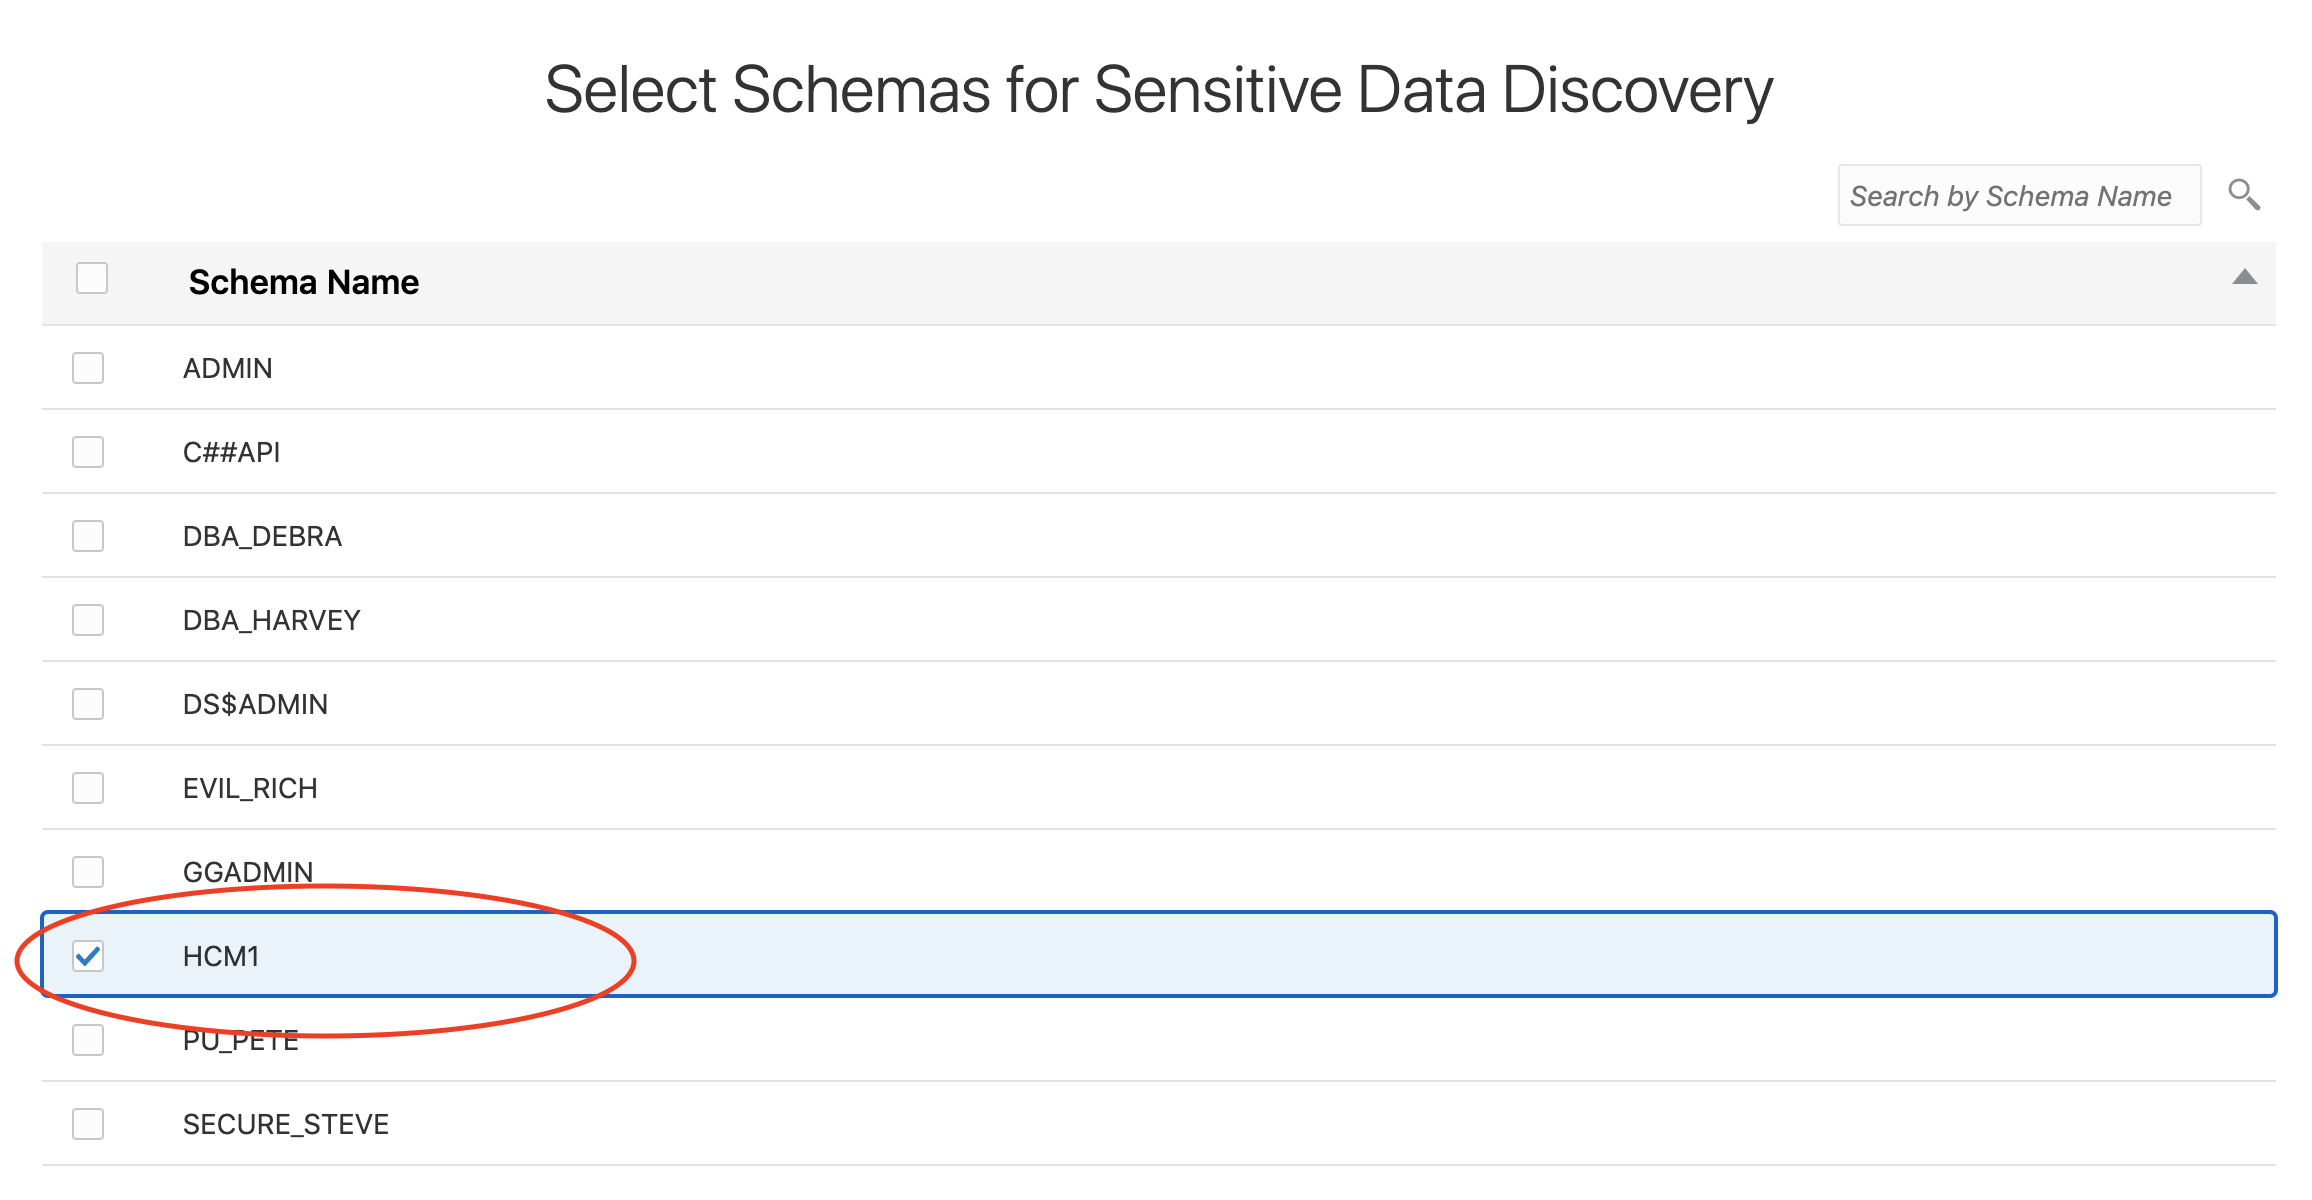 Select Schemas for Sensitive Data Discovery
Search by Schema Name
Schema Name
ADMIN
C##API
DBA_DEBRA
DBA_HARVEY
DS$ADMIN
EVIL_RICH
GGADMIN
HCM1
PU_PETE
SECURE_STEVE